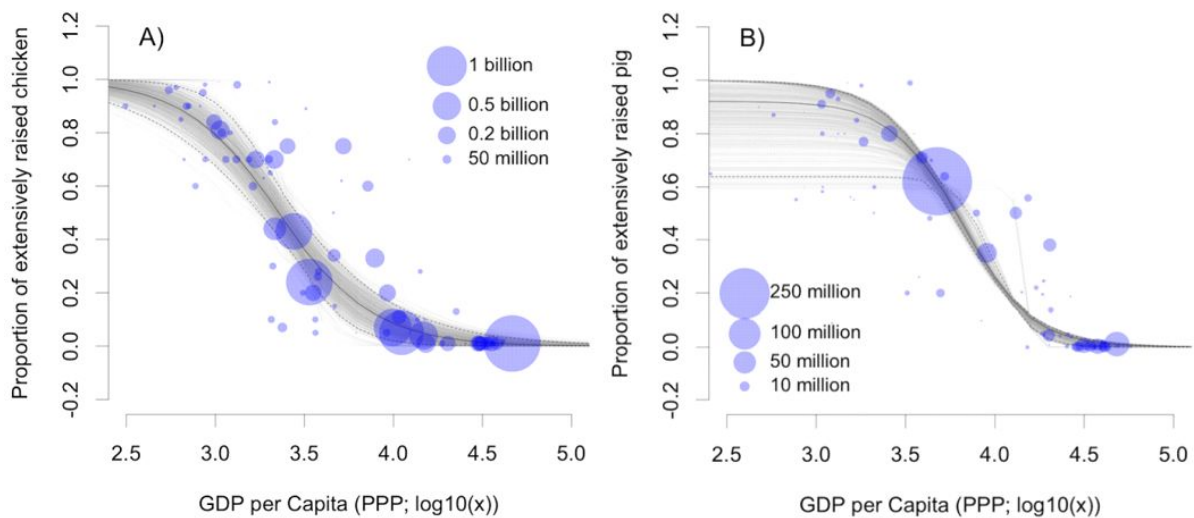 A)
Proportion of extensively raised chicken
1.2
1.0
0.8
0.6
0.4
0.2
0.0
-0.2
1 billion
0.5 billion
0.2 billion
50 million
2.5 3.0 3.5 4.0 4.5 5.0
GDP per Capita (PPP; log10(x))
B)
Proportion of extensively raised pig
1.2
1.0
0.8
0.6
0.4
0.2
0.0
-0.2
250 million
100 million
50 million
10 million
2.5 3.0 3.5 4.0 4.5 5.0
GDP per Capita (PPP; log10(x))